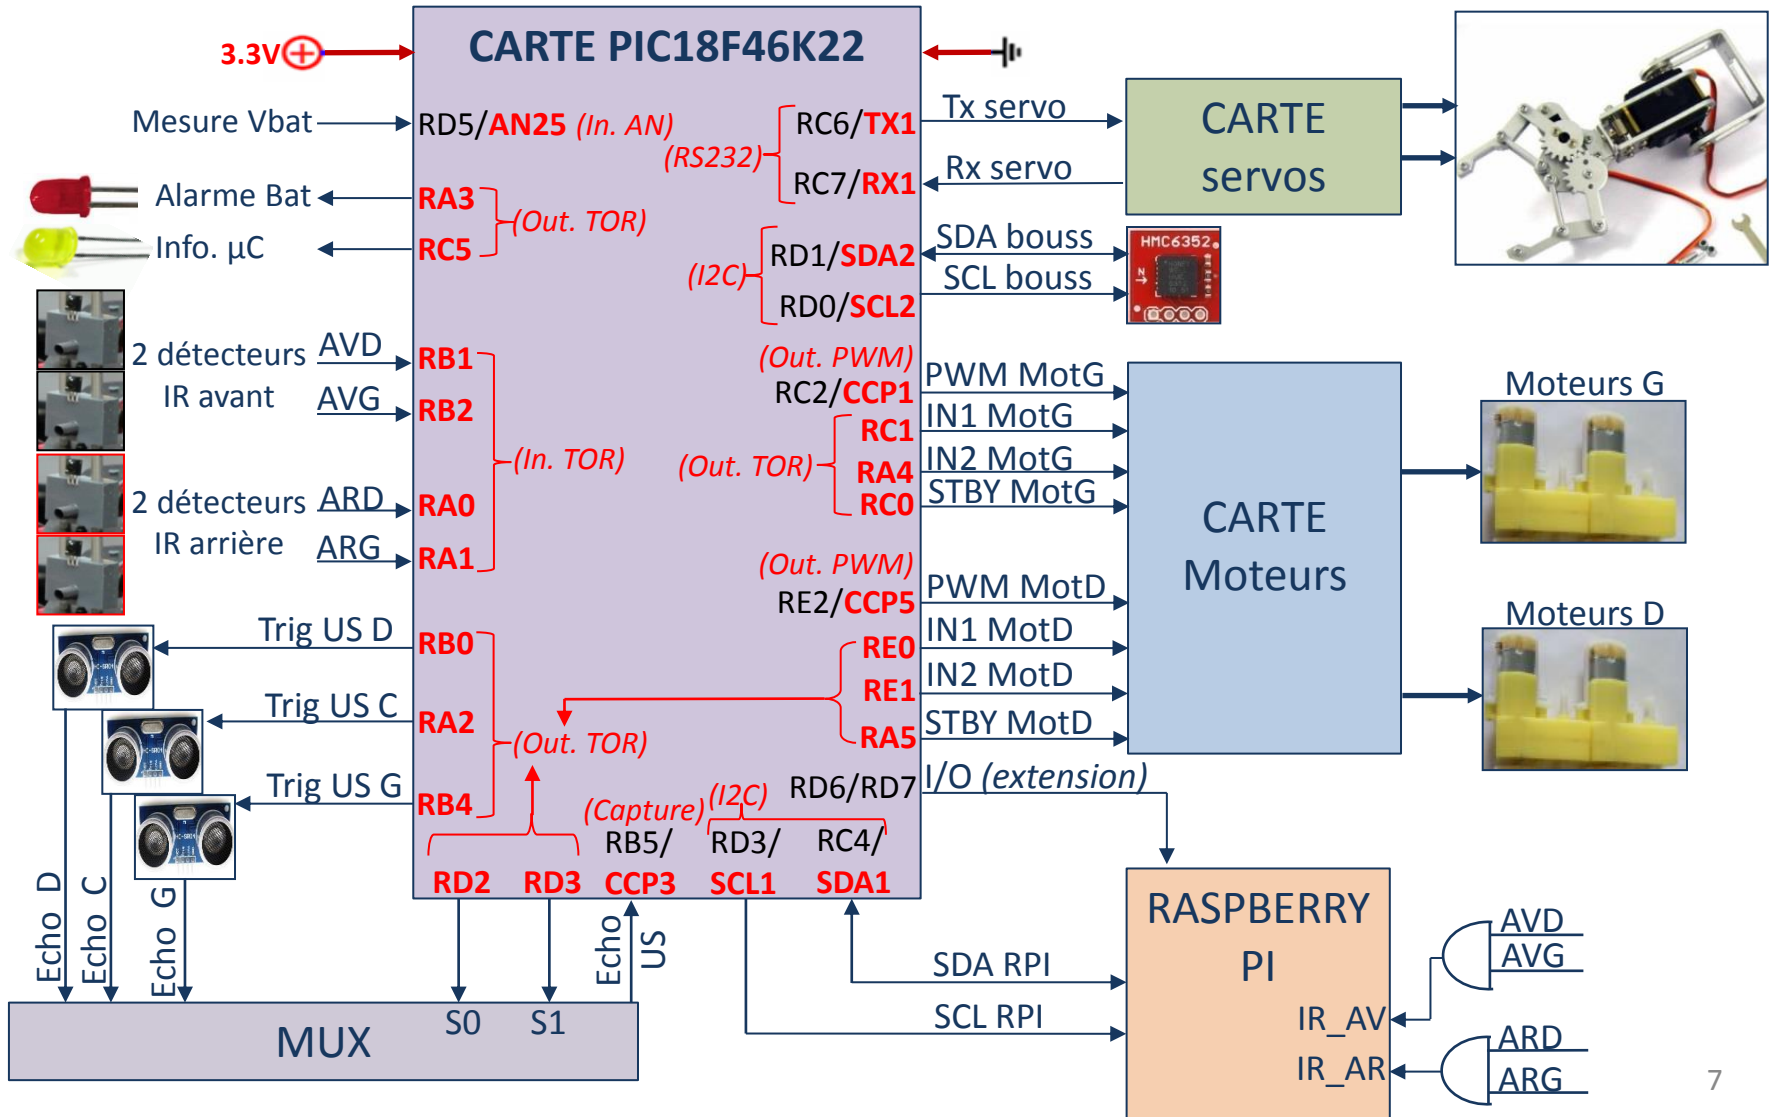 CARTE PIC18F46K22
3.3V
Mesure Vbat
RD5/AN25 (In. AN)
Alarme Bat
RA3
(Out. TOR)
Info. µC
RC5
2 détecteurs
IR avant
AVD
RB1
AVG
RB2
(In. TOR)
2 détecteurs
IR arrière
ARD
RA0
ARG
RA1
Trig US D
RB0
Trig US C
RA2
(Out. TOR)
Trig US G
RB4
RD2
RD3
(Capture)
RB5/
CCP3
(I2C)
RD3/
SCL1
RC4/
SDA1
RC6/TX1
(RS232)
RC7/RX1
Tx servo
Rx servo
CARTE
servos
RD1/SDA2
(I2C)
RD0/SCL2
SDA bouss
SCL bouss
HMC6352
N
(Out. PWM)
RC2/CCP1
PWM MotG
RC1
IN1 MotG
(Out. TOR)
RA4
IN2 MotG
RC0
STBY MotG
(Out. PWM)
RE2/CCP5
PWM MotD
RE0
IN1 MotD
RE1
IN2 MotD
RA5
STBY MotD
RD6/RD7
I/O (extension)
CARTE
Moteurs
Moteurs G
Moteurs D
Echo D
Echo C
Echo G
Echo
US
S0
S1
MUX
SDA RPI
SCL RPI
RASPBERRY
PI
IR_AV
IR_AR
AVD
AVG
ARD
ARG
7